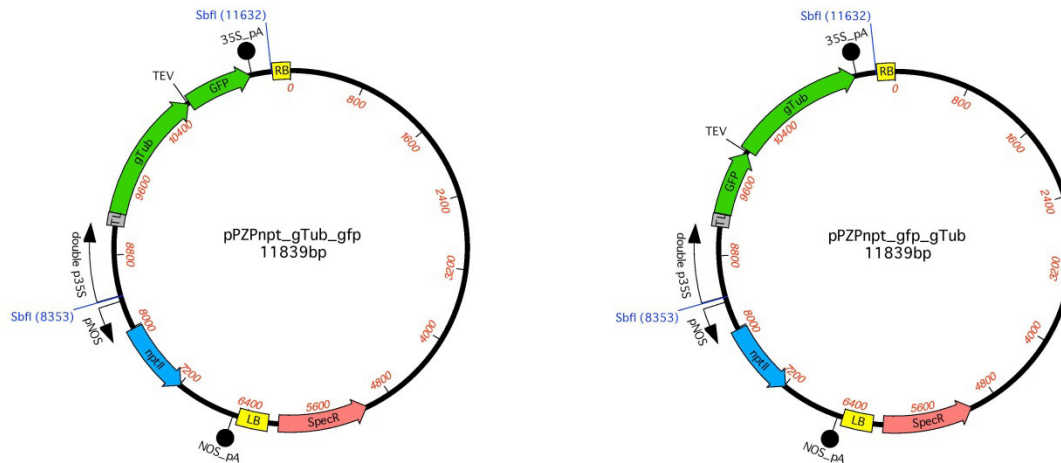 SbfI (11632)
35S_pA
RB
TEV
GFP
0
800
gTub
10400
1600
9600
2400
TL
pPZPnpt_gTub_gfp
11839bp
double p35S
8800
3200
SbfI (8353)
pNOS
8000
4000
nptII
7200
4800
6400
5600
LB
SpecR
NOS_pA
SbfI (11632)
35S_pA
RB
0
800
gTub
10400
1600
TEV
GFP
9600
2400
TL
pPZPnpt_gfp_gTub
11839bp
double p35S
8800
3200
SbfI (8353)
pNOS
8000
4000
nptII
7200
4800
6400
5600
LB
SpecR
NOS_pA